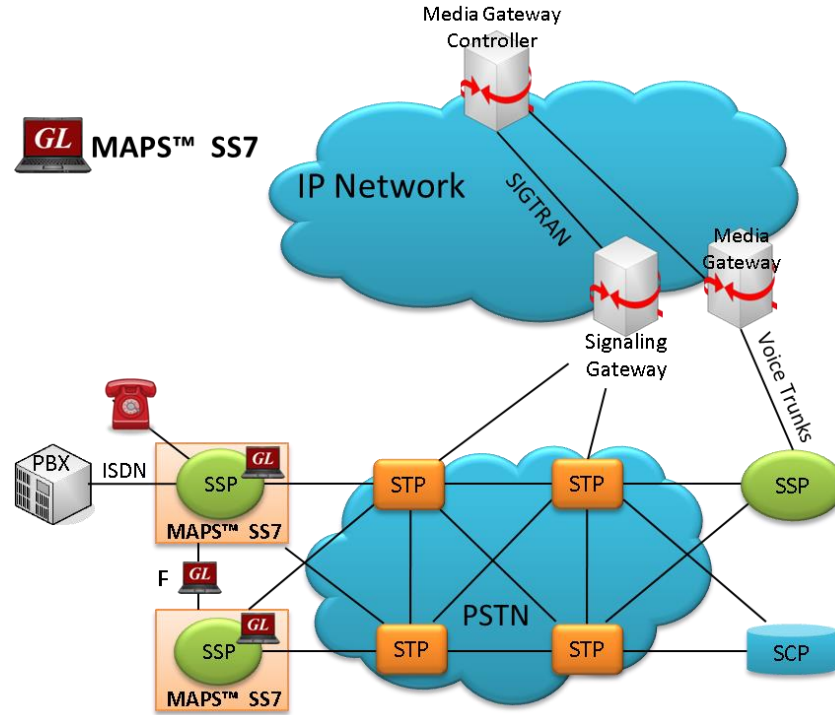 Media Gateway
Controller
GL MAPS™ SS7
IP Network
SIGTRAN
Media
Gateway
Signaling
Gateway
Voice Trunks
PBX
ISDN
SSP
GL
MAPS™ SS7
STP
STP
SSP
F
GL
PSTN
SSP
GL
MAPS™ SS7
STP
STP
SCP